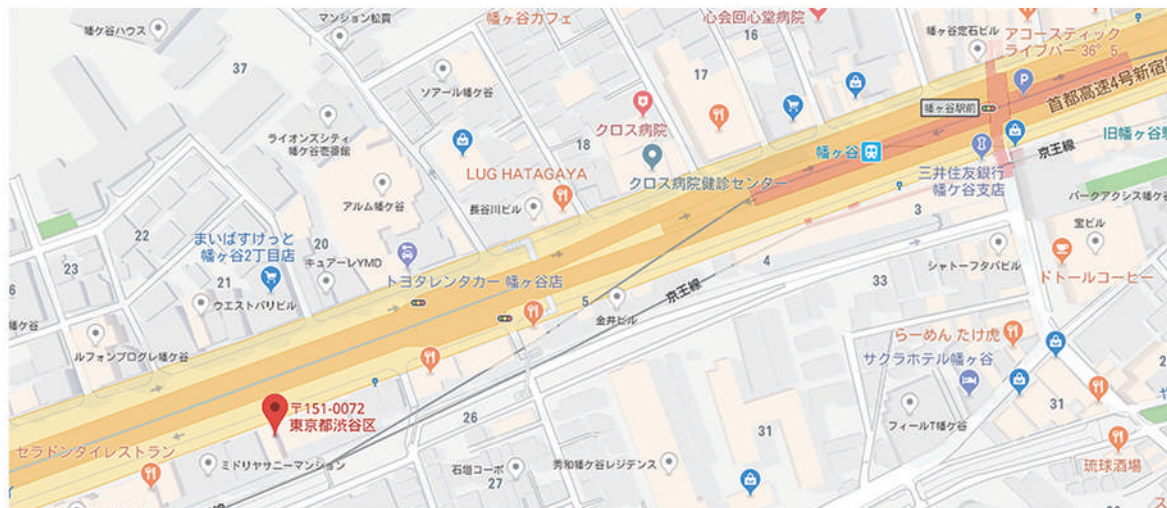 マンション松貫
幡ヶ谷カフェ
心会回心堂病院
幡ヶ谷定石ビル
アコースティック
ライブバー 36°5
幡ケ谷ハウス
16
37
17
ソアール幡ケ谷
首都高速4号新宿
幡ヶ谷駅前
クロス病院
ライオンズシティ
幡ケ谷壱番館
18
幡ヶ谷
旧幡ヶ谷
京王線
三井住友銀行
幡ケ谷支店
LUG HATAGAYA
クロス病院健診センター
アルム幡ケ谷
長谷川ビル
パークアクシス幡ケ
3
宝ビル
22
まいばすけっと
幡ヶ谷2丁目店
20
キュアーレYMD
トヨタレンタカー 幡ヶ谷店
4
シャトーフタバビル
23
21
33
ドトールコーヒー
京王線
ウエストパリビル
5
金井ビル
幡ケ谷
らーめん たけ虎
ルフォンプログレ幡ケ谷
サクラホテル幡ヶ谷
〒151-0072
東京都渋谷区
26
31
31
フィールT幡ケ谷
セラドンタイレストラン
ミドリヤサニーマンション
石垣コーポ
秀和幡ケ谷レジデンス
琉球酒場
27